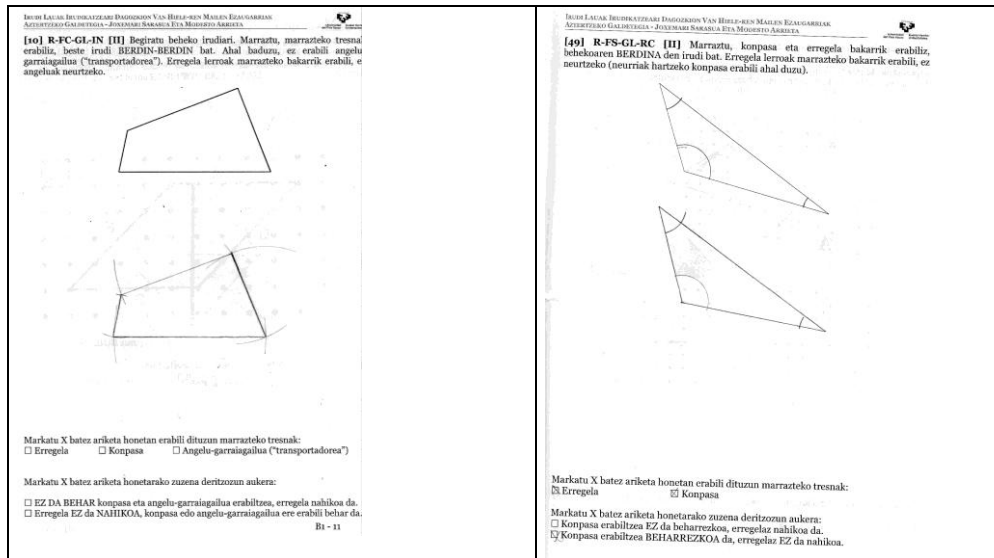 IRUDI LAUAK IRUDIKATZEARI DAGOZKION VAN HIELE-REN MAILEN EZAUGARRIAK
AZTERTZEKO GALDETEGIA - JOXEMARI SARASUA ETA MODESTO ARRIETA
[10] R-FC-GL-IN [II] Begiratu beheko irudiari. Marraztu, marrazteko tresna
erabiliz, beste irudi BERDIN-BERDIN bat. Ahal baduzu, ez erabili angelu
garraiagailua ("transportadorea"). Erregela lerroak marrazteko bakarrik erabili, e
angeluak neurtzeko.
Markatu X batez ariketa honetan erabili dituzun marrazteko tresnak:
☐ Erregela ☐ Konpasa ☐ Angelu-garraiagailua ("transportadorea")
Markatu X batez ariketa honetarako zuzena deritzozun aukera:
☐ EZ DA BEHAR konpasa eta angelu-garraiagailua erabiltzea, erregela nahikoa da.
☐ Erregela EZ da NAHIKOA, konpasa edo angelu-garraiagailua ere erabili behar da.
B1 - 11
IRUDI LAUAK IRUDIKATZEARI DAGOZKION VAN HIELE-REN MAILEN EZAUGARRIAK
AZTERTZEKO GALDETEGIA - JOXEMARI SARASUA ETA MODESTO ARRIETA
[49] R-FS-GL-RC [II] Marraztu, konpasa eta erregela bakarrik erabiliz,
behekoaren BERDINA den irudi bat. Erregela lerroak marrazteko bakarrik erabili, ez
neurtzeko (neurriak hartzeko konpasa erabili ahal duzu).
Markatu X batez ariketa honetan erabili dituzun marrazteko tresnak:
☒ Erregela ☒ Konpasa
Markatu X batez ariketa honetarako zuzena deritzozun aukera:
☐ Konpasa erabiltzea EZ da beharrezkoa, erregelaz nahikoa da.
☒ Konpasa erabiltzea BEHARREZKOA da, erregelaz EZ da nahikoa.